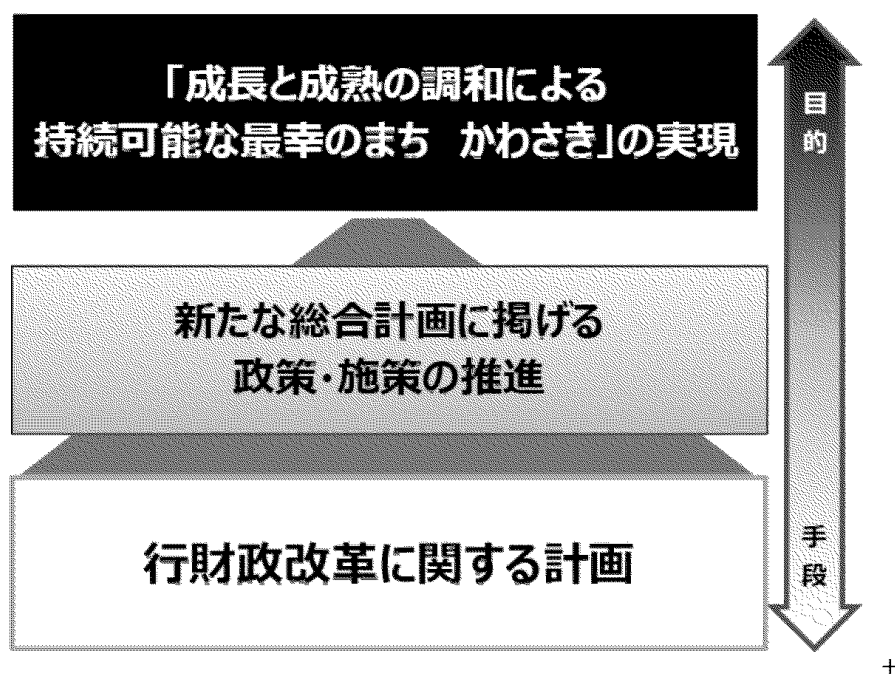 「成長と成熟の調和による
持続可能な最幸のまち　かわさき」の実現
目的
新たな総合計画に掲げる
政策・施策の推進
行財政改革に関する計画
手段
+